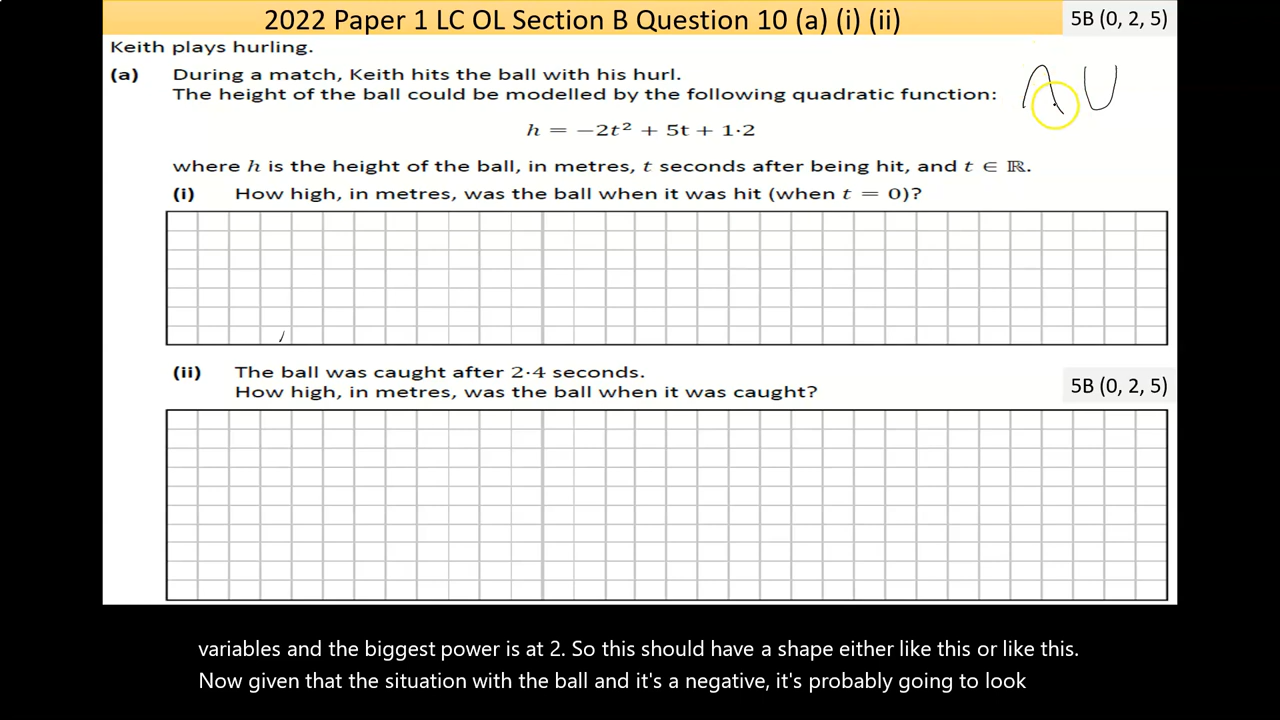 2022 Paper 1 LC OL Section B Question 10 (a) (i) (ii)
5B (0, 2, 5)
Keith plays hurling.
(a) During a match, Keith hits the ball with his hurl.
The height of the ball could be modelled by the following quadratic function:
h = −2t² + 5t + 1·2
where h is the height of the ball, in metres, t seconds after being hit, and t ∈ ℝ.
(i) How high, in metres, was the ball when it was hit (when t = 0)?
(ii) The ball was caught after 2·4 seconds.
How high, in metres, was the ball when it was caught?
5B (0, 2, 5)
variables and the biggest power is at 2. So this should have a shape either like this or like this.
Now given that the situation with the ball and it's a negative, it's probably going to look